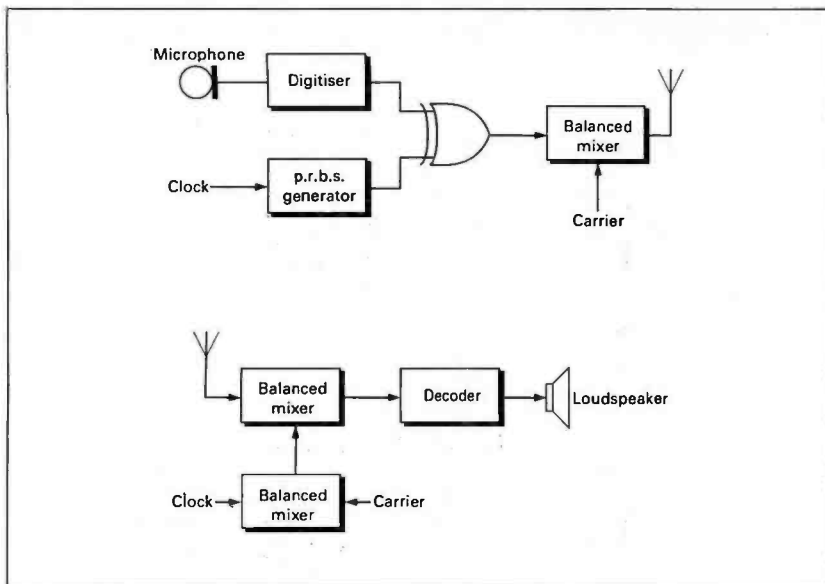 Microphone
Digitiser
Clock
p.r.b.s.
generator
Balanced
mixer
Carrier
Balanced
mixer
Decoder
Loudspeaker
Clock
Balanced
mixer
Carrier